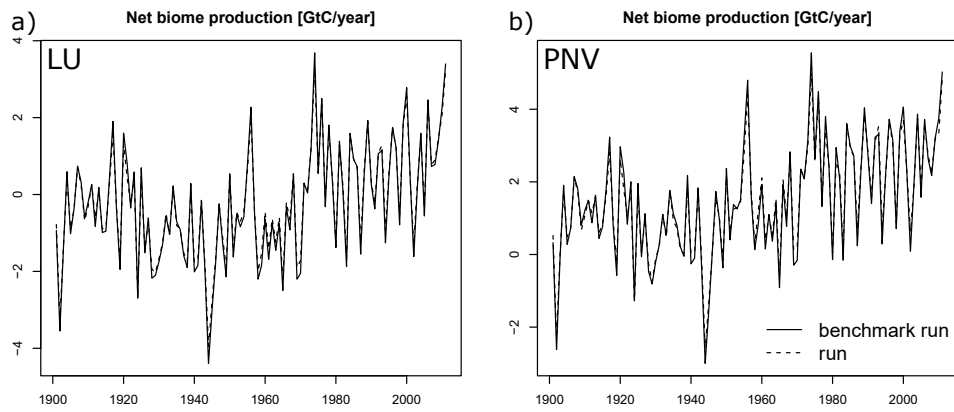 a)
Net biome production [GtC/year]
LU
4
2
0
-2
-4
1900
1920
1940
1960
1980
2000
b)
Net biome production [GtC/year]
PNV
4
2
0
-2
benchmark run
run
1900
1920
1940
1960
1980
2000